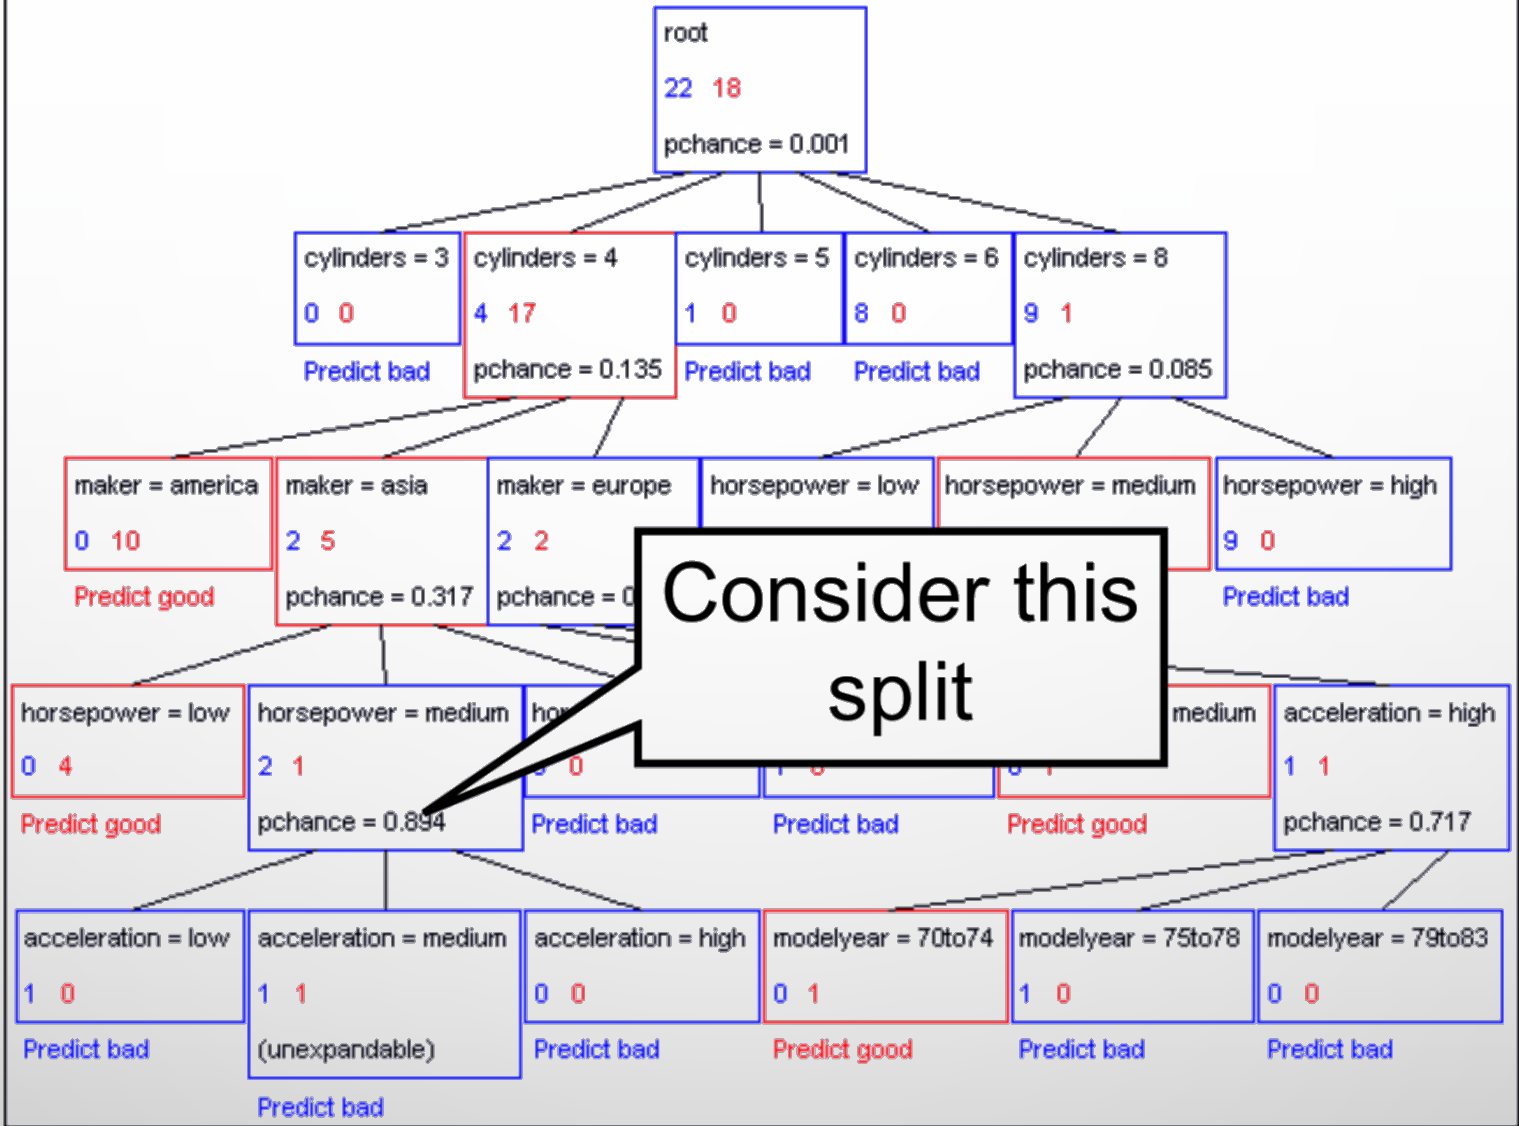 root
22 18
pchance = 0.001
cylinders = 3
0 0
Predict bad
cylinders = 4
4 17
pchance = 0.135
cylinders = 5
1 0
Predict bad
cylinders = 6
8 0
Predict bad
cylinders = 8
9 1
pchance = 0.085
maker = america
0 10
Predict good
maker = asia
2 5
pchance = 0.317
maker = europe
2 2
pchance = 0
horsepower = low
horsepower = medium
horsepower = high
9 0
Predict bad
Consider this
split
horsepower = low
0 4
Predict good
horsepower = medium
2 1
pchance = 0.894
0
Predict bad
Predict bad
medium
Predict good
acceleration = high
1 1
pchance = 0.717
acceleration = low
1 0
Predict bad
acceleration = medium
1 1
(unexpandable)
Predict bad
acceleration = high
0 0
Predict bad
modelyear = 70to74
0 1
Predict good
modelyear = 75to78
1 0
Predict bad
modelyear = 79to83
0 0
Predict bad